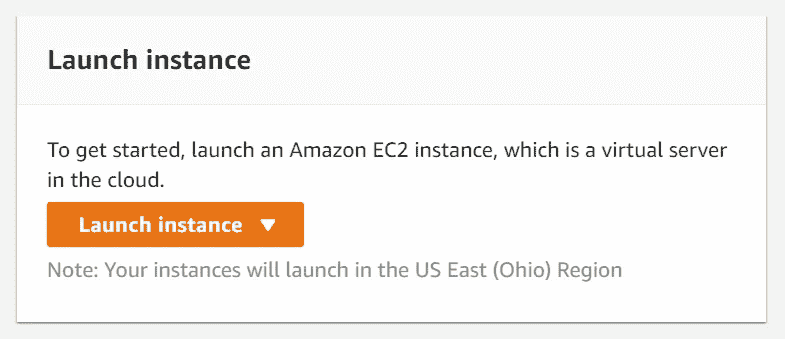 Launch instance
To get started, launch an Amazon EC2 instance, which is a virtual server
in the cloud.
Launch instance
Note: Your instances will launch in the US East (Ohio) Region